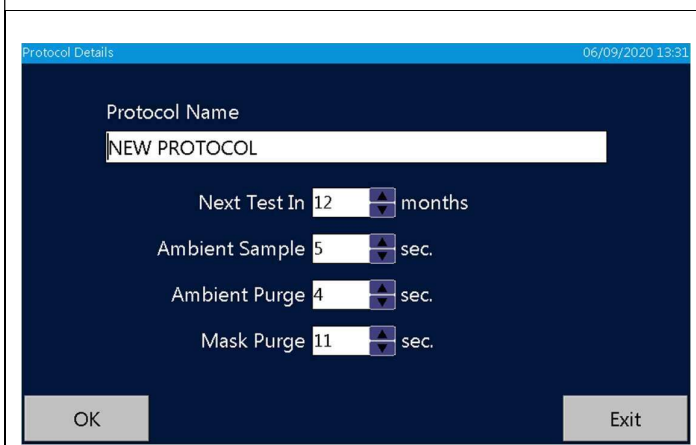 Protocol Details 06/09/2020 13:31
Protocol Name
NEW PROTOCOL
Next Test In 12 months
Ambient Sample 5 sec.
Ambient Purge 4 sec.
Mask Purge 11 sec.
OK Exit